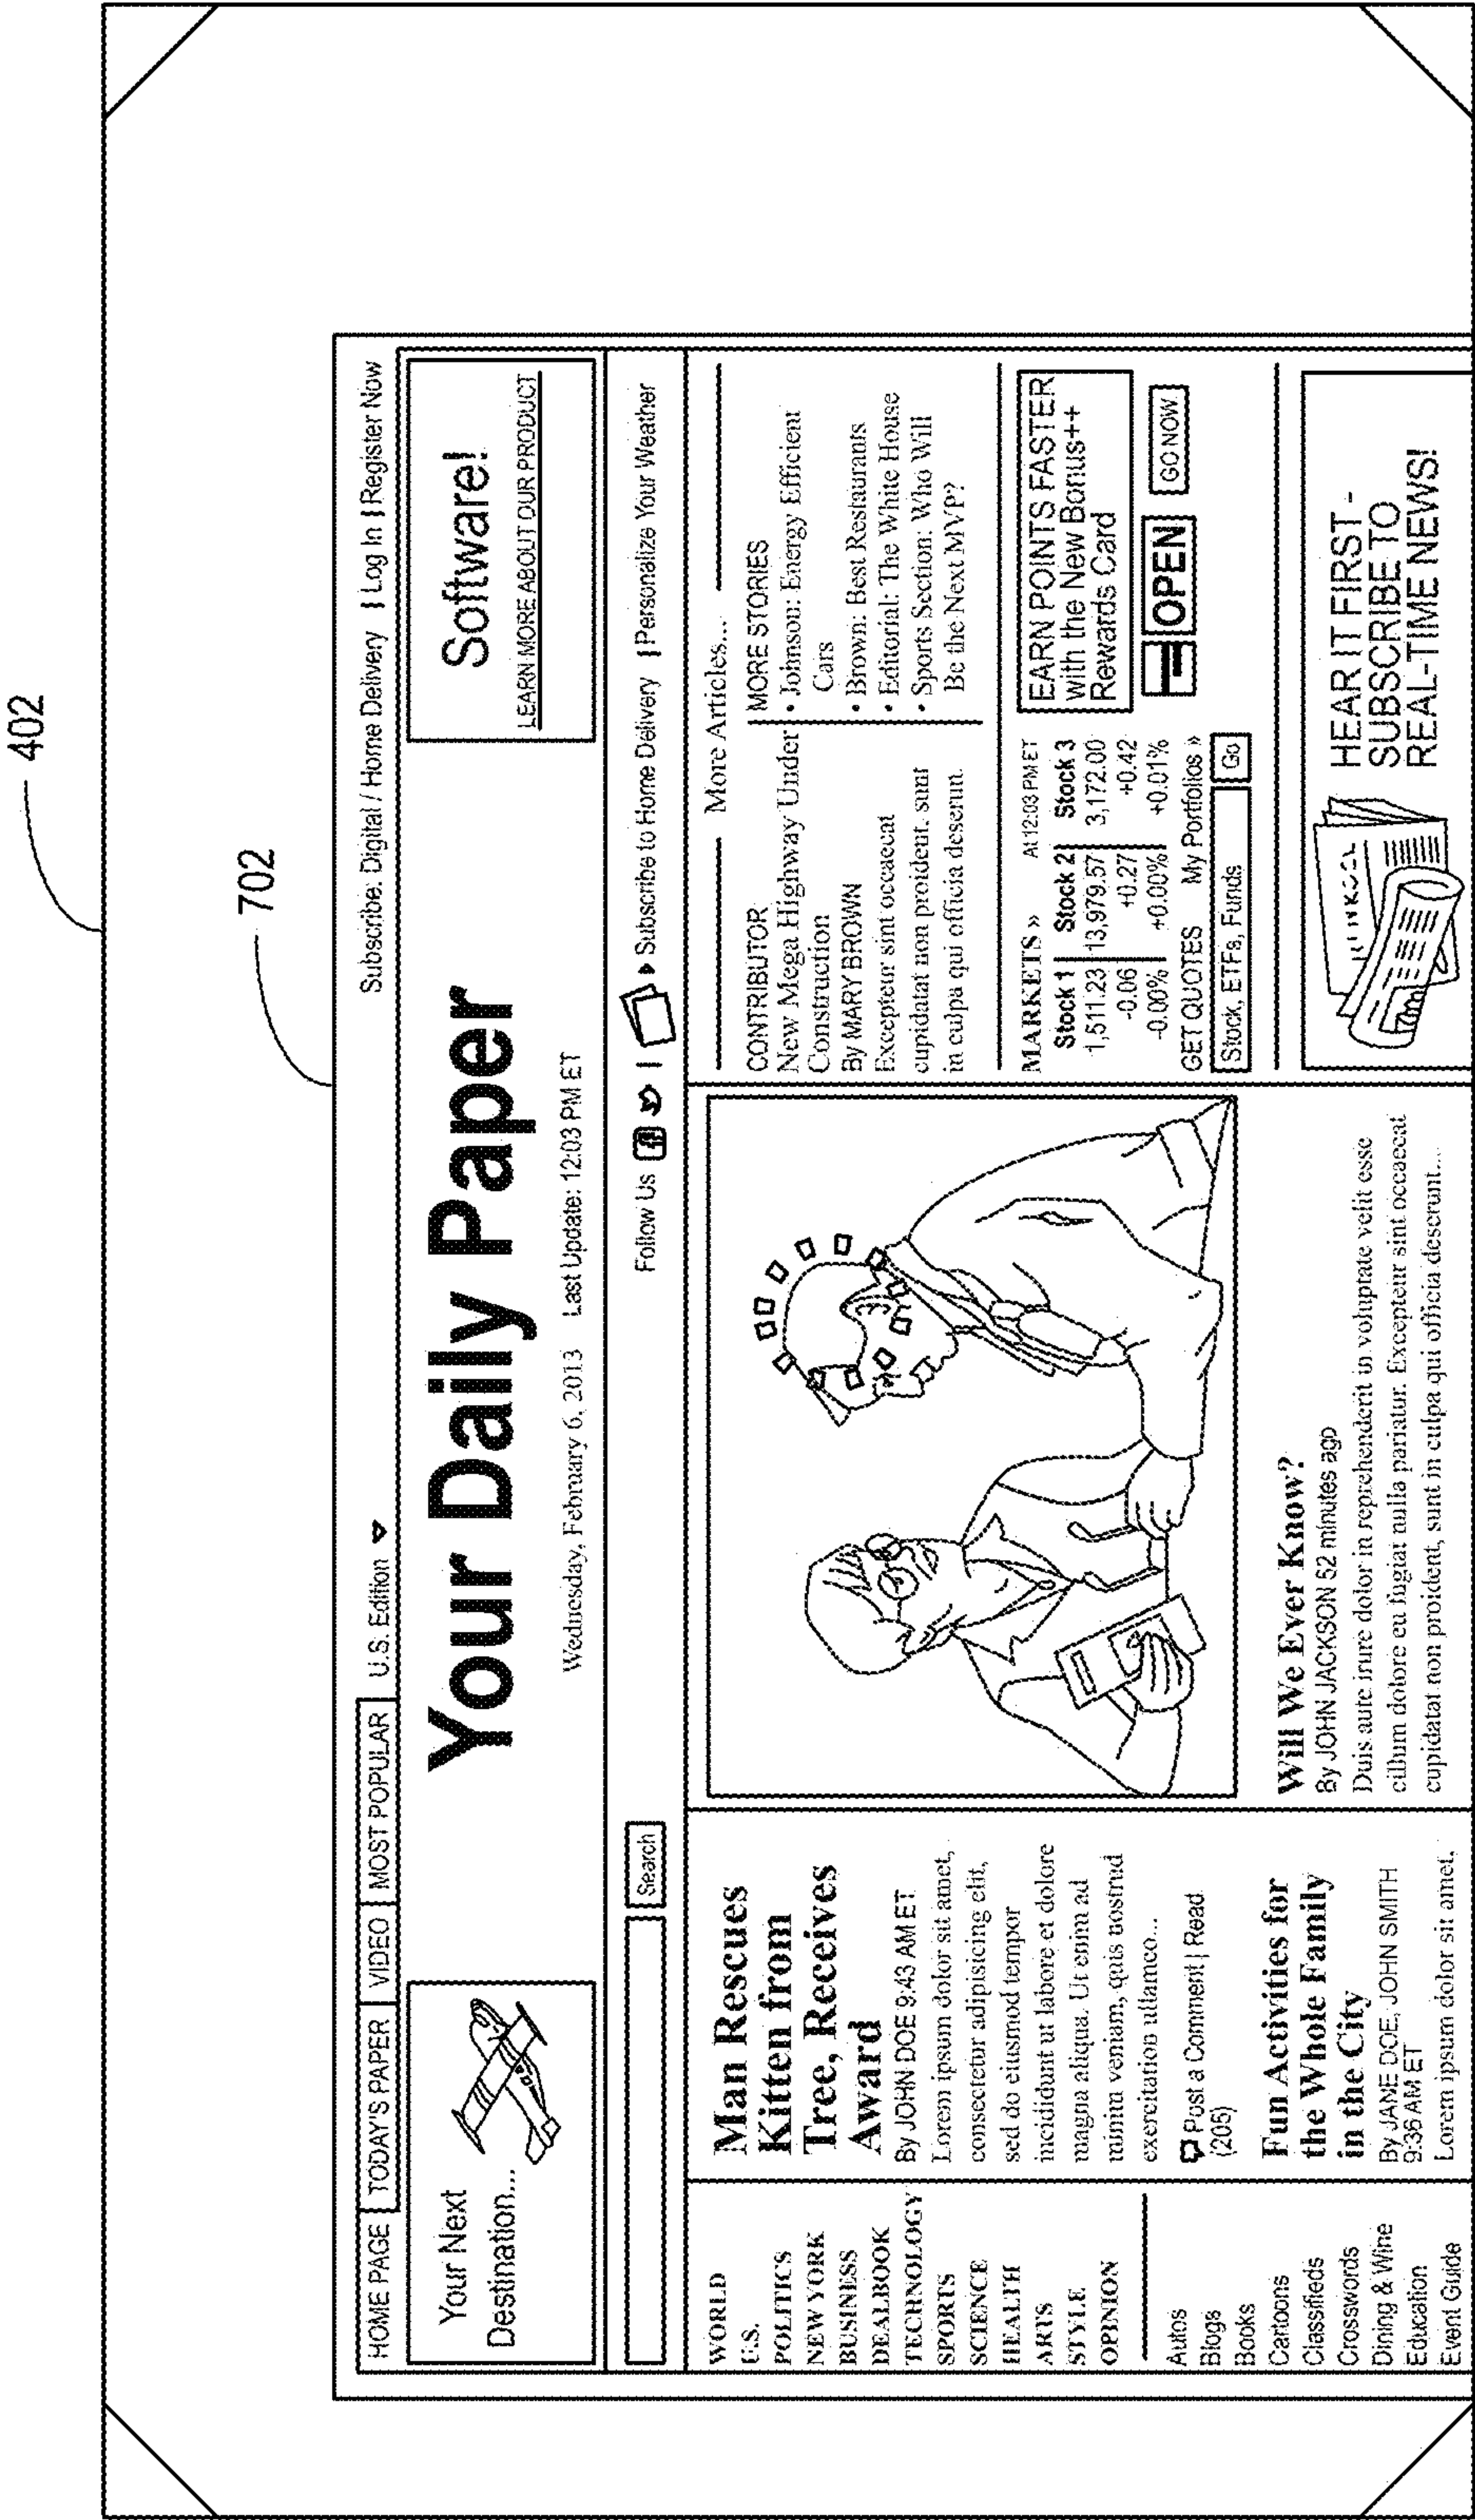 402
702
HOME PAGE | TODAY'S PAPER | VIDEO | MOST POPULAR U.S. Edition
Subscribe: Digital / Home Delivery | Log In | Register Now
Your Next
Destination...
Your Daily Paper
Wednesday, February 6, 2013 Last Update: 12:03 PM ET
Software!
LEARN MORE ABOUT OUR PRODUCT
Search
Follow Us f | Subscribe to Home Delivery | Personalize Your Weather
WORLD
U.S.
POLITICS
NEW YORK
BUSINESS
DEALBOOK
TECHNOLOGY
SPORTS
SCIENCE
HEALTH
ARTS
STYLE
OPINION
Autos
Blogs
Books
Cartoons
Classifieds
Crosswords
Dining & Wine
Education
Event Guide
Man Rescues
Kitten from
Tree, Receives
Award
By JOHN DOE 9:43 AM ET
Lorem ipsum dolor sit amet,
consectetur adipisicing elit,
sed do eiusmod tempor
incididunt ut labore et dolore
magna aliqua. Ut enim ad
minim veniam, quis nostrud
exercitation ullamco...
Post a Comment | Read
(205)
Fun Activities for
the Whole Family
in the City
By JANE DOE, JOHN SMITH
9:36 AM ET
Lorem ipsum dolor sit amet,
Will We Ever Know?
By JOHN JACKSON 52 minutes ago
Duis aute irure dolor in reprehenderit in voluptate velit esse
cillum dolore eu fugiat nulla pariatur. Excepteur sint occaecat
cupidatat non proident, sunt in culpa qui officia deserunt...
More Articles...
CONTRIBUTOR
New Mega Highway Under
Construction
By MARY BROWN
Excepteur sint occaecat
cupidatat non proident, sunt
in culpa qui officia deserunt.
MORE STORIES
• Johnson: Energy Efficient
Cars
• Brown: Best Restaurants
• Editorial: The White House
• Sports Section: Who Will
Be the Next MVP?
MARKETS » At 12:03 PM ET
Stock 1 Stock 2 Stock 3
1,511.23 13,979.57 3,172.00
-0.06 +0.27 +0.42
-0.00% +0.00% +0.01%
GET QUOTES My Portfolios »
Stock, ETFs, Funds Go
EARN POINTS FASTER
With the New Bonus++
Rewards Card
OPEN GO NOW
HEAR IT FIRST -
SUBSCRIBE TO
REAL-TIME NEWS!